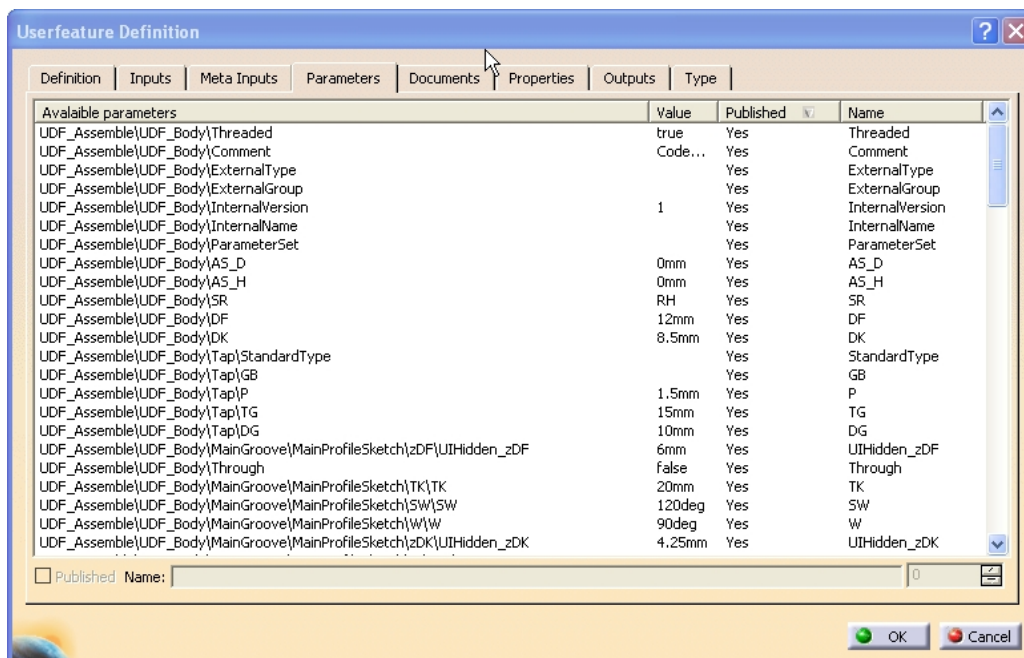 Userfeature Definition
Definition Inputs Meta Inputs Parameters Documents Properties Outputs Type
Avalaible parameters Value Published Name
UDF_Assemble\UDF_Body\Threaded true Yes Threaded
UDF_Assemble\UDF_Body\Comment Code... Yes Comment
UDF_Assemble\UDF_Body\ExternalType Yes ExternalType
UDF_Assemble\UDF_Body\ExternalGroup Yes ExternalGroup
UDF_Assemble\UDF_Body\InternalVersion 1 Yes InternalVersion
UDF_Assemble\UDF_Body\InternalName Yes InternalName
UDF_Assemble\UDF_Body\ParameterSet Yes ParameterSet
UDF_Assemble\UDF_Body\AS_D 0mm Yes AS_D
UDF_Assemble\UDF_Body\AS_H 0mm Yes AS_H
UDF_Assemble\UDF_Body\SR RH Yes SR
UDF_Assemble\UDF_Body\DF 12mm Yes DF
UDF_Assemble\UDF_Body\DK 8.5mm Yes DK
UDF_Assemble\UDF_Body\Tap\StandardType Yes StandardType
UDF_Assemble\UDF_Body\Tap\GB Yes GB
UDF_Assemble\UDF_Body\Tap\P 1.5mm Yes P
UDF_Assemble\UDF_Body\Tap\TG 15mm Yes TG
UDF_Assemble\UDF_Body\Tap\DG 10mm Yes DG
UDF_Assemble\UDF_Body\MainGroove\MainProfileSketch\zDF\UIHidden_zDF 6mm Yes UIHidden_zDF
UDF_Assemble\UDF_Body\Through false Yes Through
UDF_Assemble\UDF_Body\MainGroove\MainProfileSketch\TK\TK 20mm Yes TK
UDF_Assemble\UDF_Body\MainGroove\MainProfileSketch\SW\SW 120deg Yes SW
UDF_Assemble\UDF_Body\MainGroove\MainProfileSketch\W\W 90deg Yes W
UDF_Assemble\UDF_Body\MainGroove\MainProfileSketch\zDK\UIHidden_zDK 4.25mm Yes UIHidden_zDK
Published Name: 0
OK Cancel